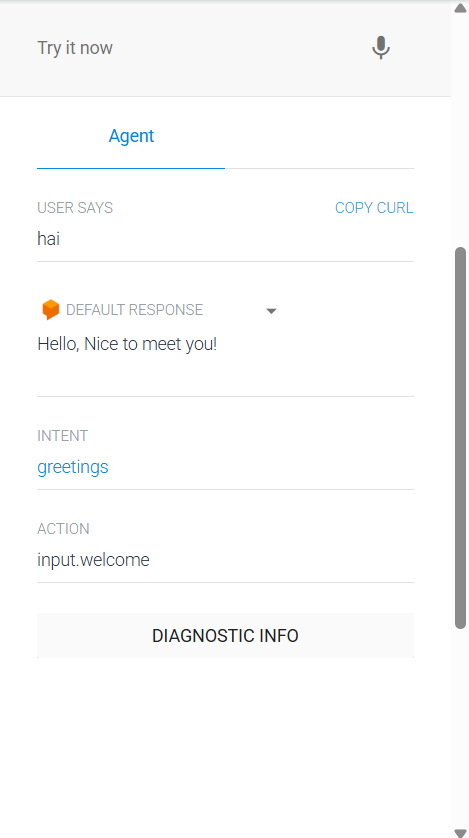 Try it now
Agent
USER SAYS COPY CURL
hai
DEFAULT RESPONSE
Hello, Nice to meet you!
INTENT
greetings
ACTION
input.welcome
DIAGNOSTIC INFO